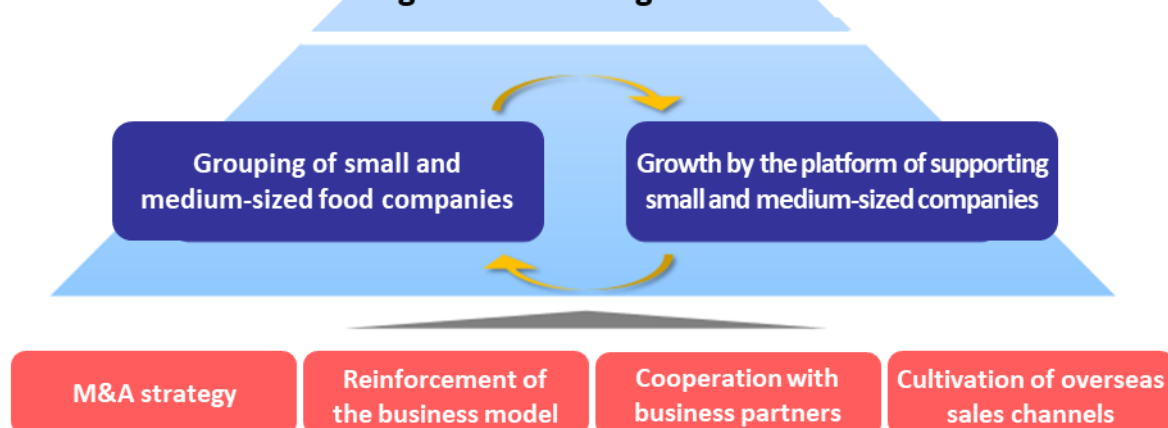 Grouping of small and
medium-sized food companies
Growth by the platform of supporting
small and medium-sized companies
M&A strategy
Reinforcement of
the business model
Cooperation with
business partners
Cultivation of overseas
sales channels